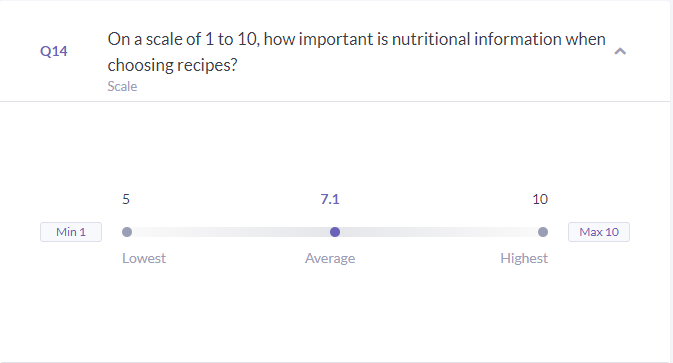 Q14
On a scale of 1 to 10, how important is nutritional information when
choosing recipes?
Scale
5 7.1 10
Min 1 Max 10
Lowest Average Highest